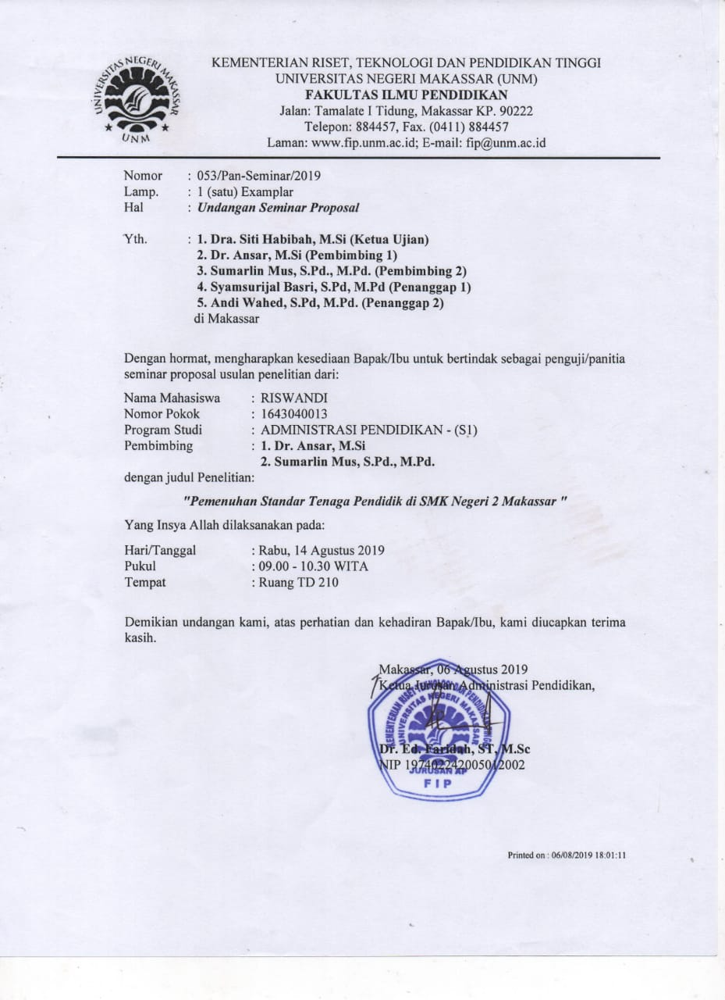 UNIVERSITAS NEGERI MAKASSAR
UNM
KEMENTERIAN RISET, TEKNOLOGI DAN PENDIDIKAN TINGGI
UNIVERSITAS NEGERI MAKASSAR (UNM)
FAKULTAS ILMU PENDIDIKAN
Jalan: Tamalate I Tidung, Makassar KP. 90222
Telepon: 884457, Fax. (0411) 884457
Laman: www.fip.unm.ac.id; E-mail: fip@unm.ac.id
Nomor : 053/Pan-Seminar/2019
Lamp. : 1 (satu) Examplar
Hal : Undangan Seminar Proposal
Yth. : 1. Dra. Siti Habibah, M.Si (Ketua Ujian)
2. Dr. Ansar, M.Si (Pembimbing 1)
3. Sumarlin Mus, S.Pd., M.Pd. (Pembimbing 2)
4. Syamsurijal Basri, S.Pd, M.Pd (Penanggap 1)
5. Andi Wahed, S.Pd, M.Pd. (Penanggap 2)
di Makassar
Dengan hormat, mengharapkan kesediaan Bapak/Ibu untuk bertindak sebagai penguji/panitia
seminar proposal usulan penelitian dari:
Nama Mahasiswa : RISWANDI
Nomor Pokok : 1643040013
Program Studi : ADMINISTRASI PENDIDIKAN - (S1)
Pembimbing : 1. Dr. Ansar, M.Si
2. Sumarlin Mus, S.Pd., M.Pd.
dengan judul Penelitian:
"Pemenuhan Standar Tenaga Pendidik di SMK Negeri 2 Makassar "
Yang Insya Allah dilaksanakan pada:
Hari/Tanggal : Rabu, 14 Agustus 2019
Pukul : 09.00 - 10.30 WITA
Tempat : Ruang TD 210
Demikian undangan kami, atas perhatian dan kehadiran Bapak/Ibu, kami diucapkan terima
kasih.
Makassar, 06 Agustus 2019
Ketua Jurusan Administrasi Pendidikan,
KEMENTERIAN RISET TEKNOLOGI DAN PENDIDIKAN TINGGI
UNIVERSITAS NEGERI MAKASSAR
Dr. Ed. Faridah, ST, M.Sc
NIP 197402242005012002
JURUSAN AP
FIP
Printed on : 06/08/2019 18:01:11